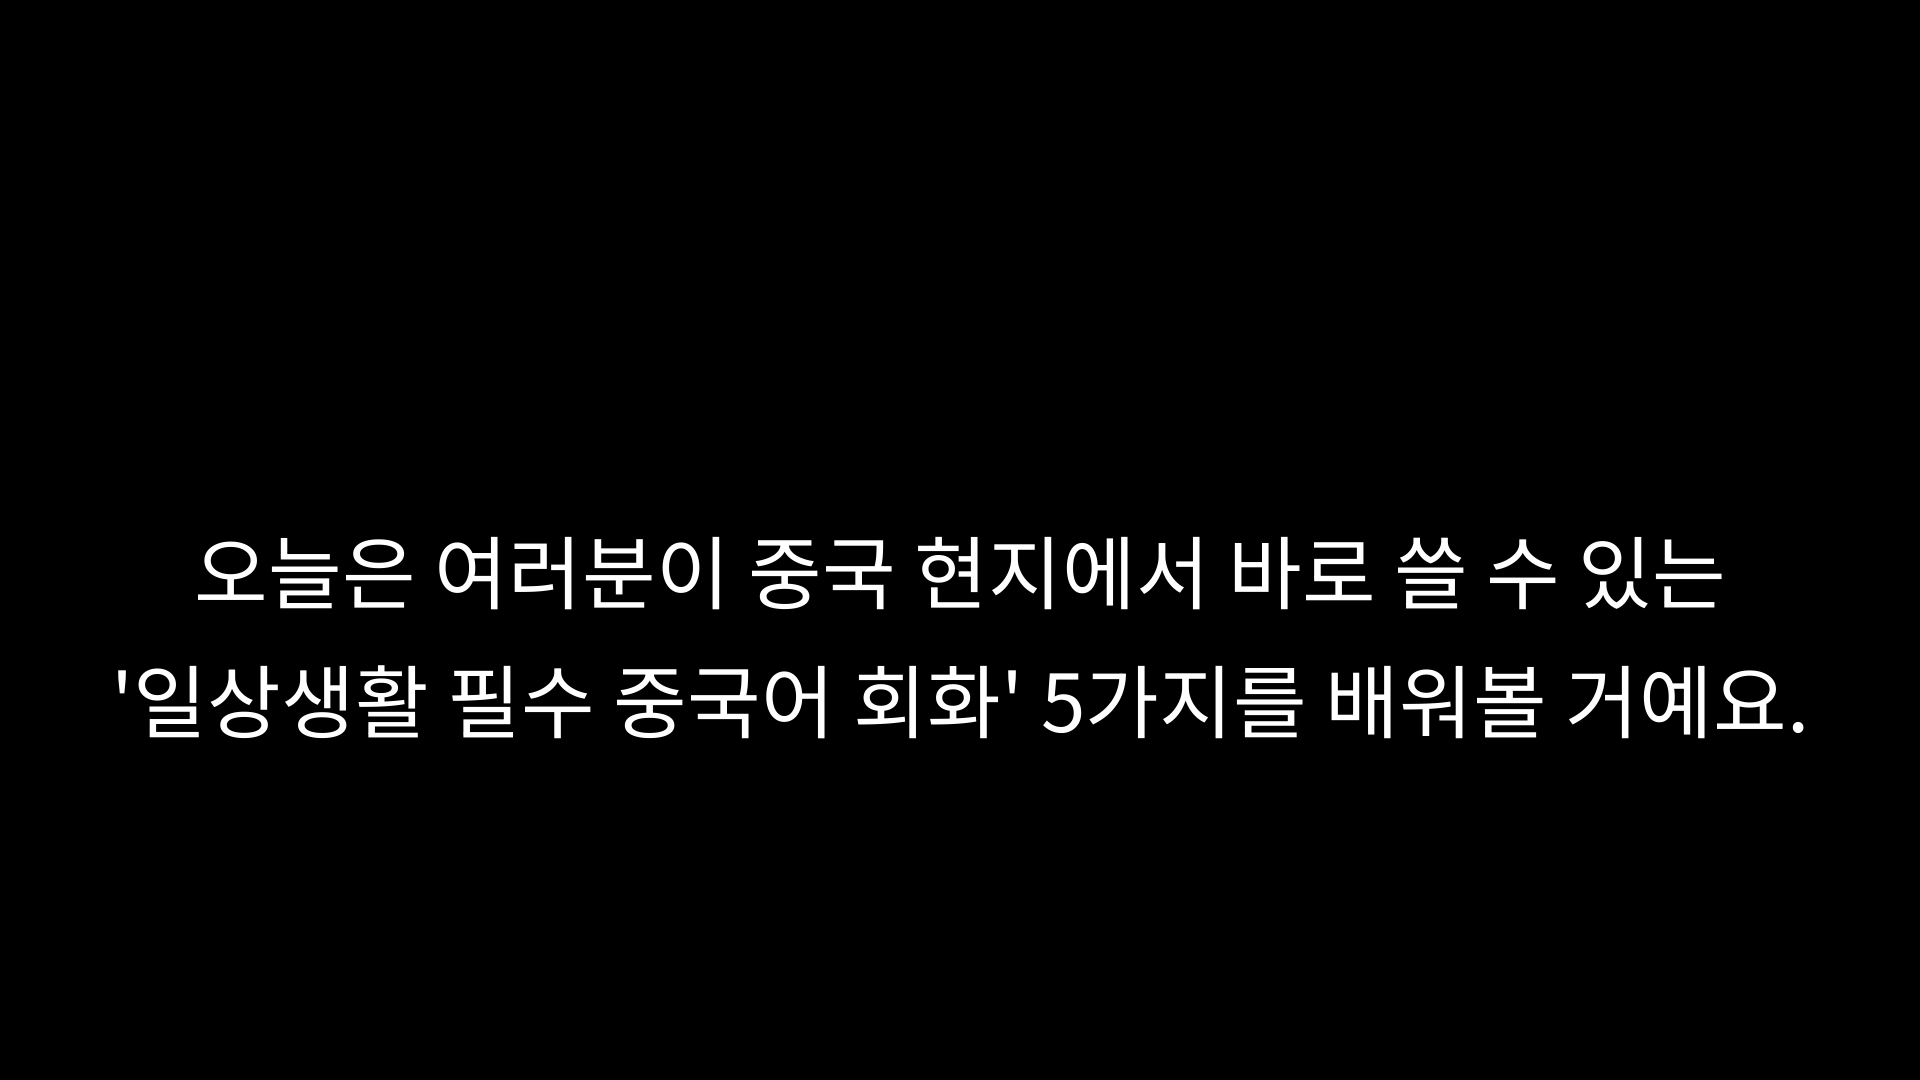 오늘은 여러분이 중국 현지에서 바로 쓸 수 있는
'일상생활 필수 중국어 회화' 5가지를 배워볼 거예요.